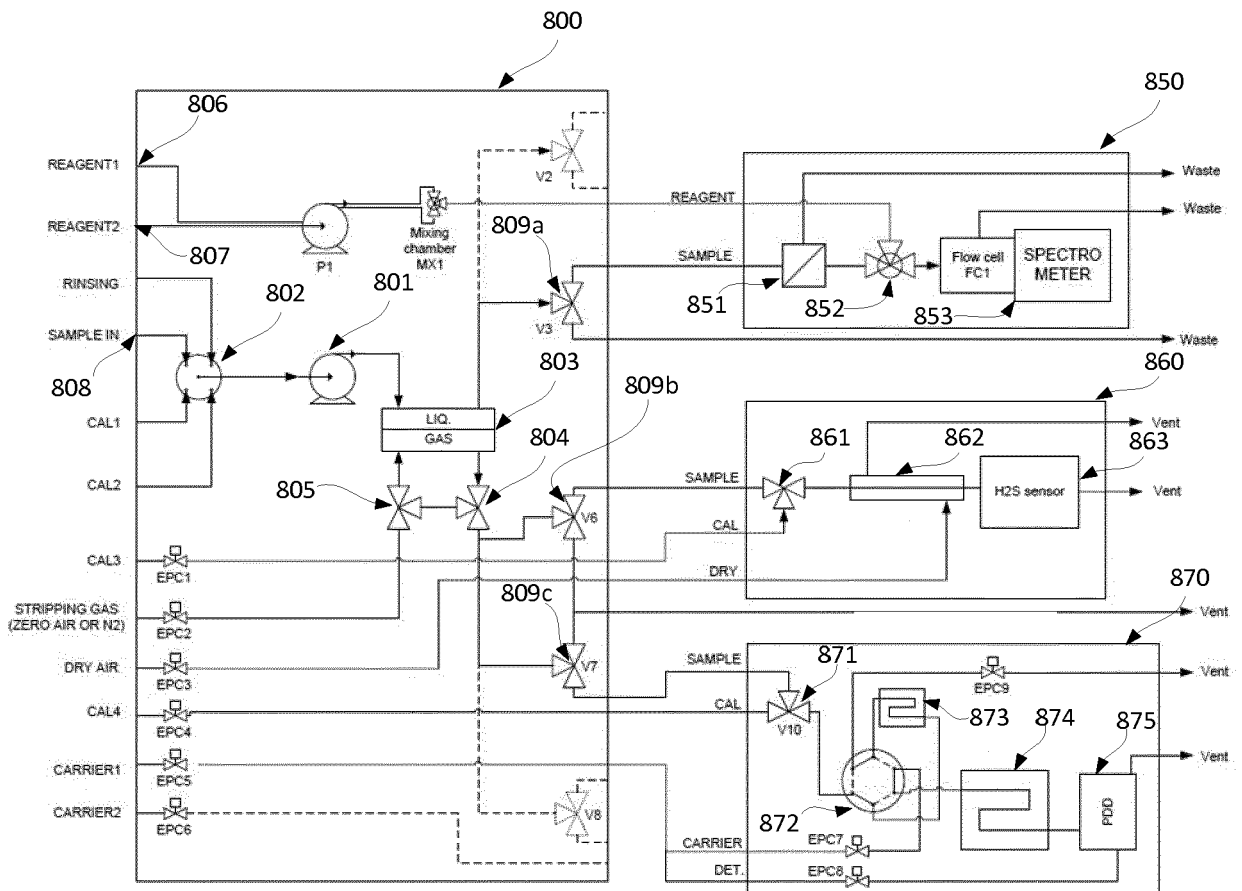 800
806
850
REAGENT1
V2
Waste
REAGENT
REAGENT2
807
P1
Mixing
chamber
MX1
809a
Waste
RINSING
802
801
SAMPLE
Flow cell
FC1
SPECTRO
METER
851
852
853
SAMPLE IN
V3
Waste
808
803
809b
860
LIQ.
GAS
CAL1
804
861
862
Vent
863
CAL2
SAMPLE
805
H2S sensor
Vent
V6
CAL
CAL3
EPC1
DRY
809c
870
STRIPPING GAS
(ZERO AIR OR N2)
EPC2
Vent
DRY AIR
EPC3
V7
SAMPLE
871
EPC9
Vent
CAL4
EPC4
CAL
V10
873
874
875
CARRIER1
EPC5
Vent
CARRIER2
EPC6
V8
872
PDD
EPC7
CARRIER
DET.
EPC8